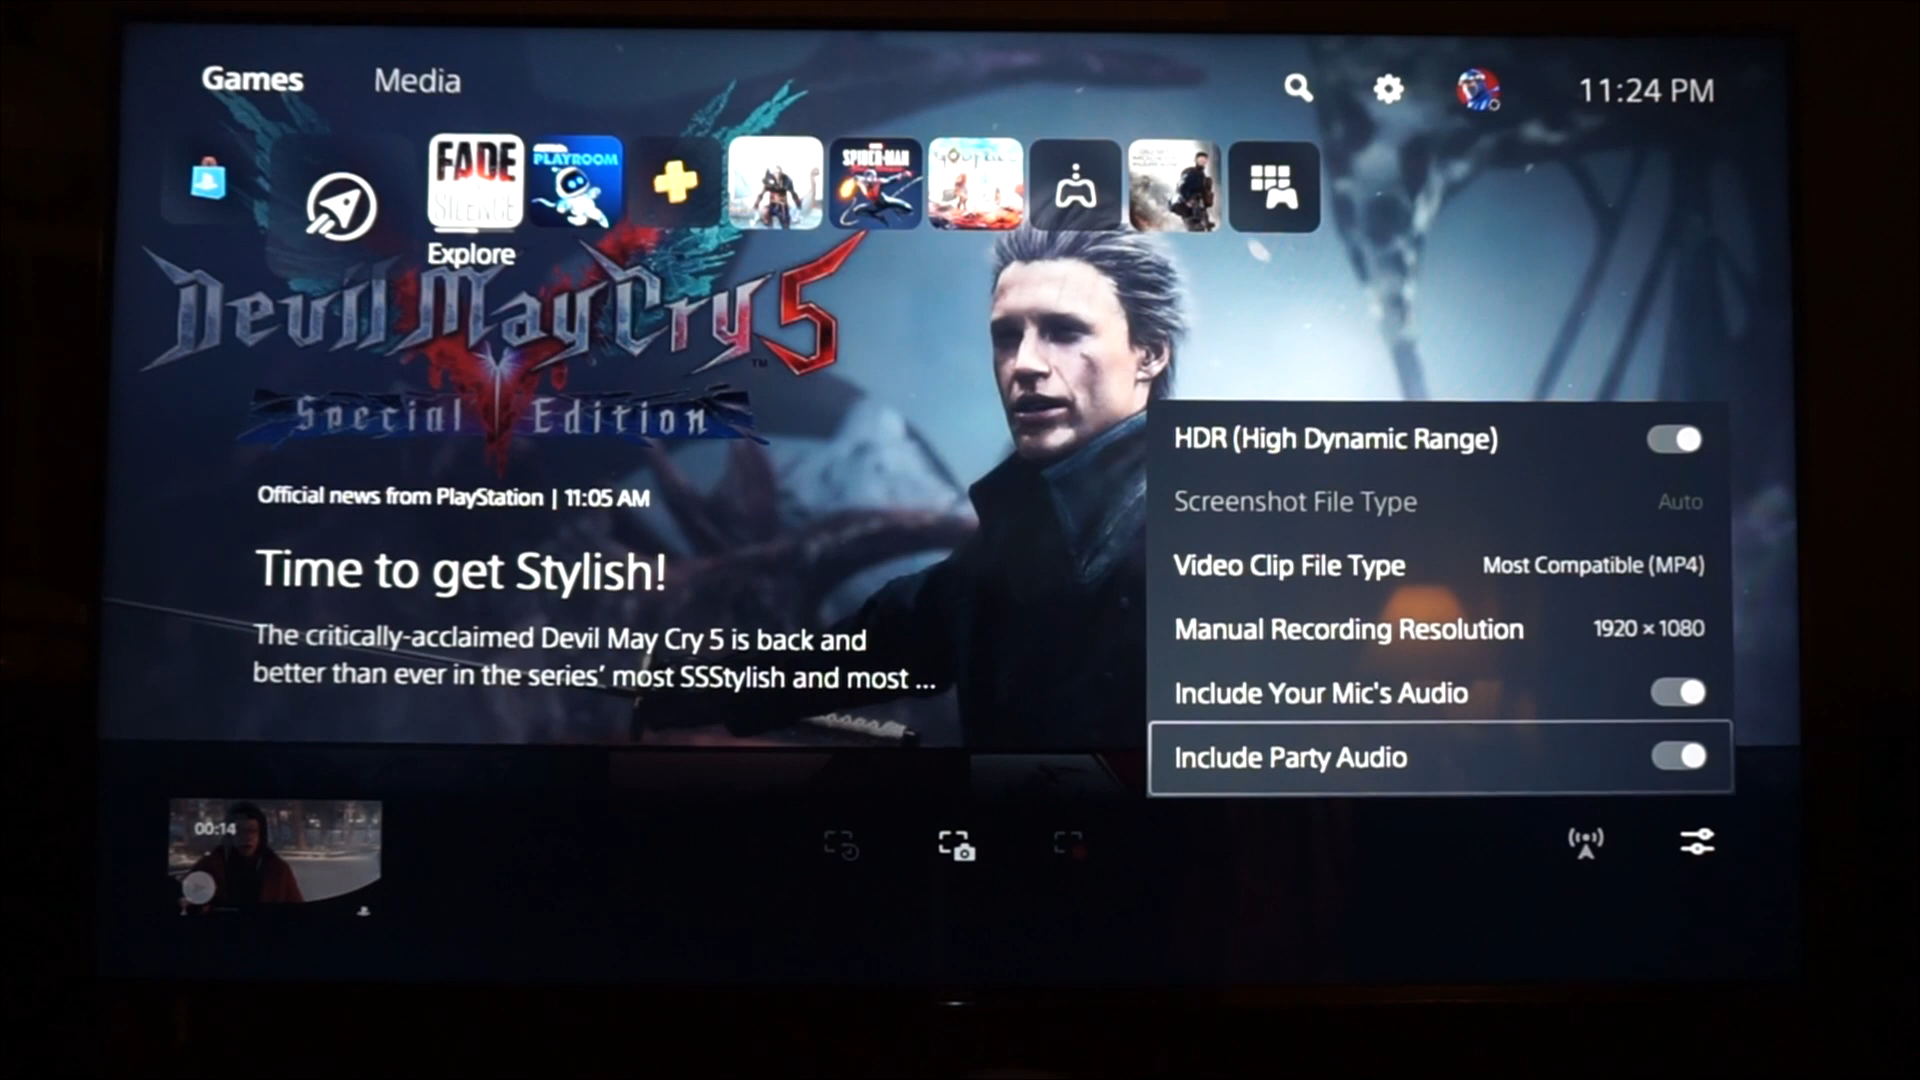 Games
Media
11:24 PM
FADE
SILENCE
PLAYROOM
SPIDER-MAN
Explore
Devil May Cry 5
TM
Special Edition
Official news from PlayStation | 11:05 AM
Time to get Stylish!
The critically-acclaimed Devil May Cry 5 is back and
better than ever in the series' most SSStylish and most ...
HDR (High Dynamic Range)
Screenshot File Type Auto
Video Clip File Type Most Compatible (MP4)
Manual Recording Resolution 1920 × 1080
Include Your Mic's Audio
Include Party Audio
00:14